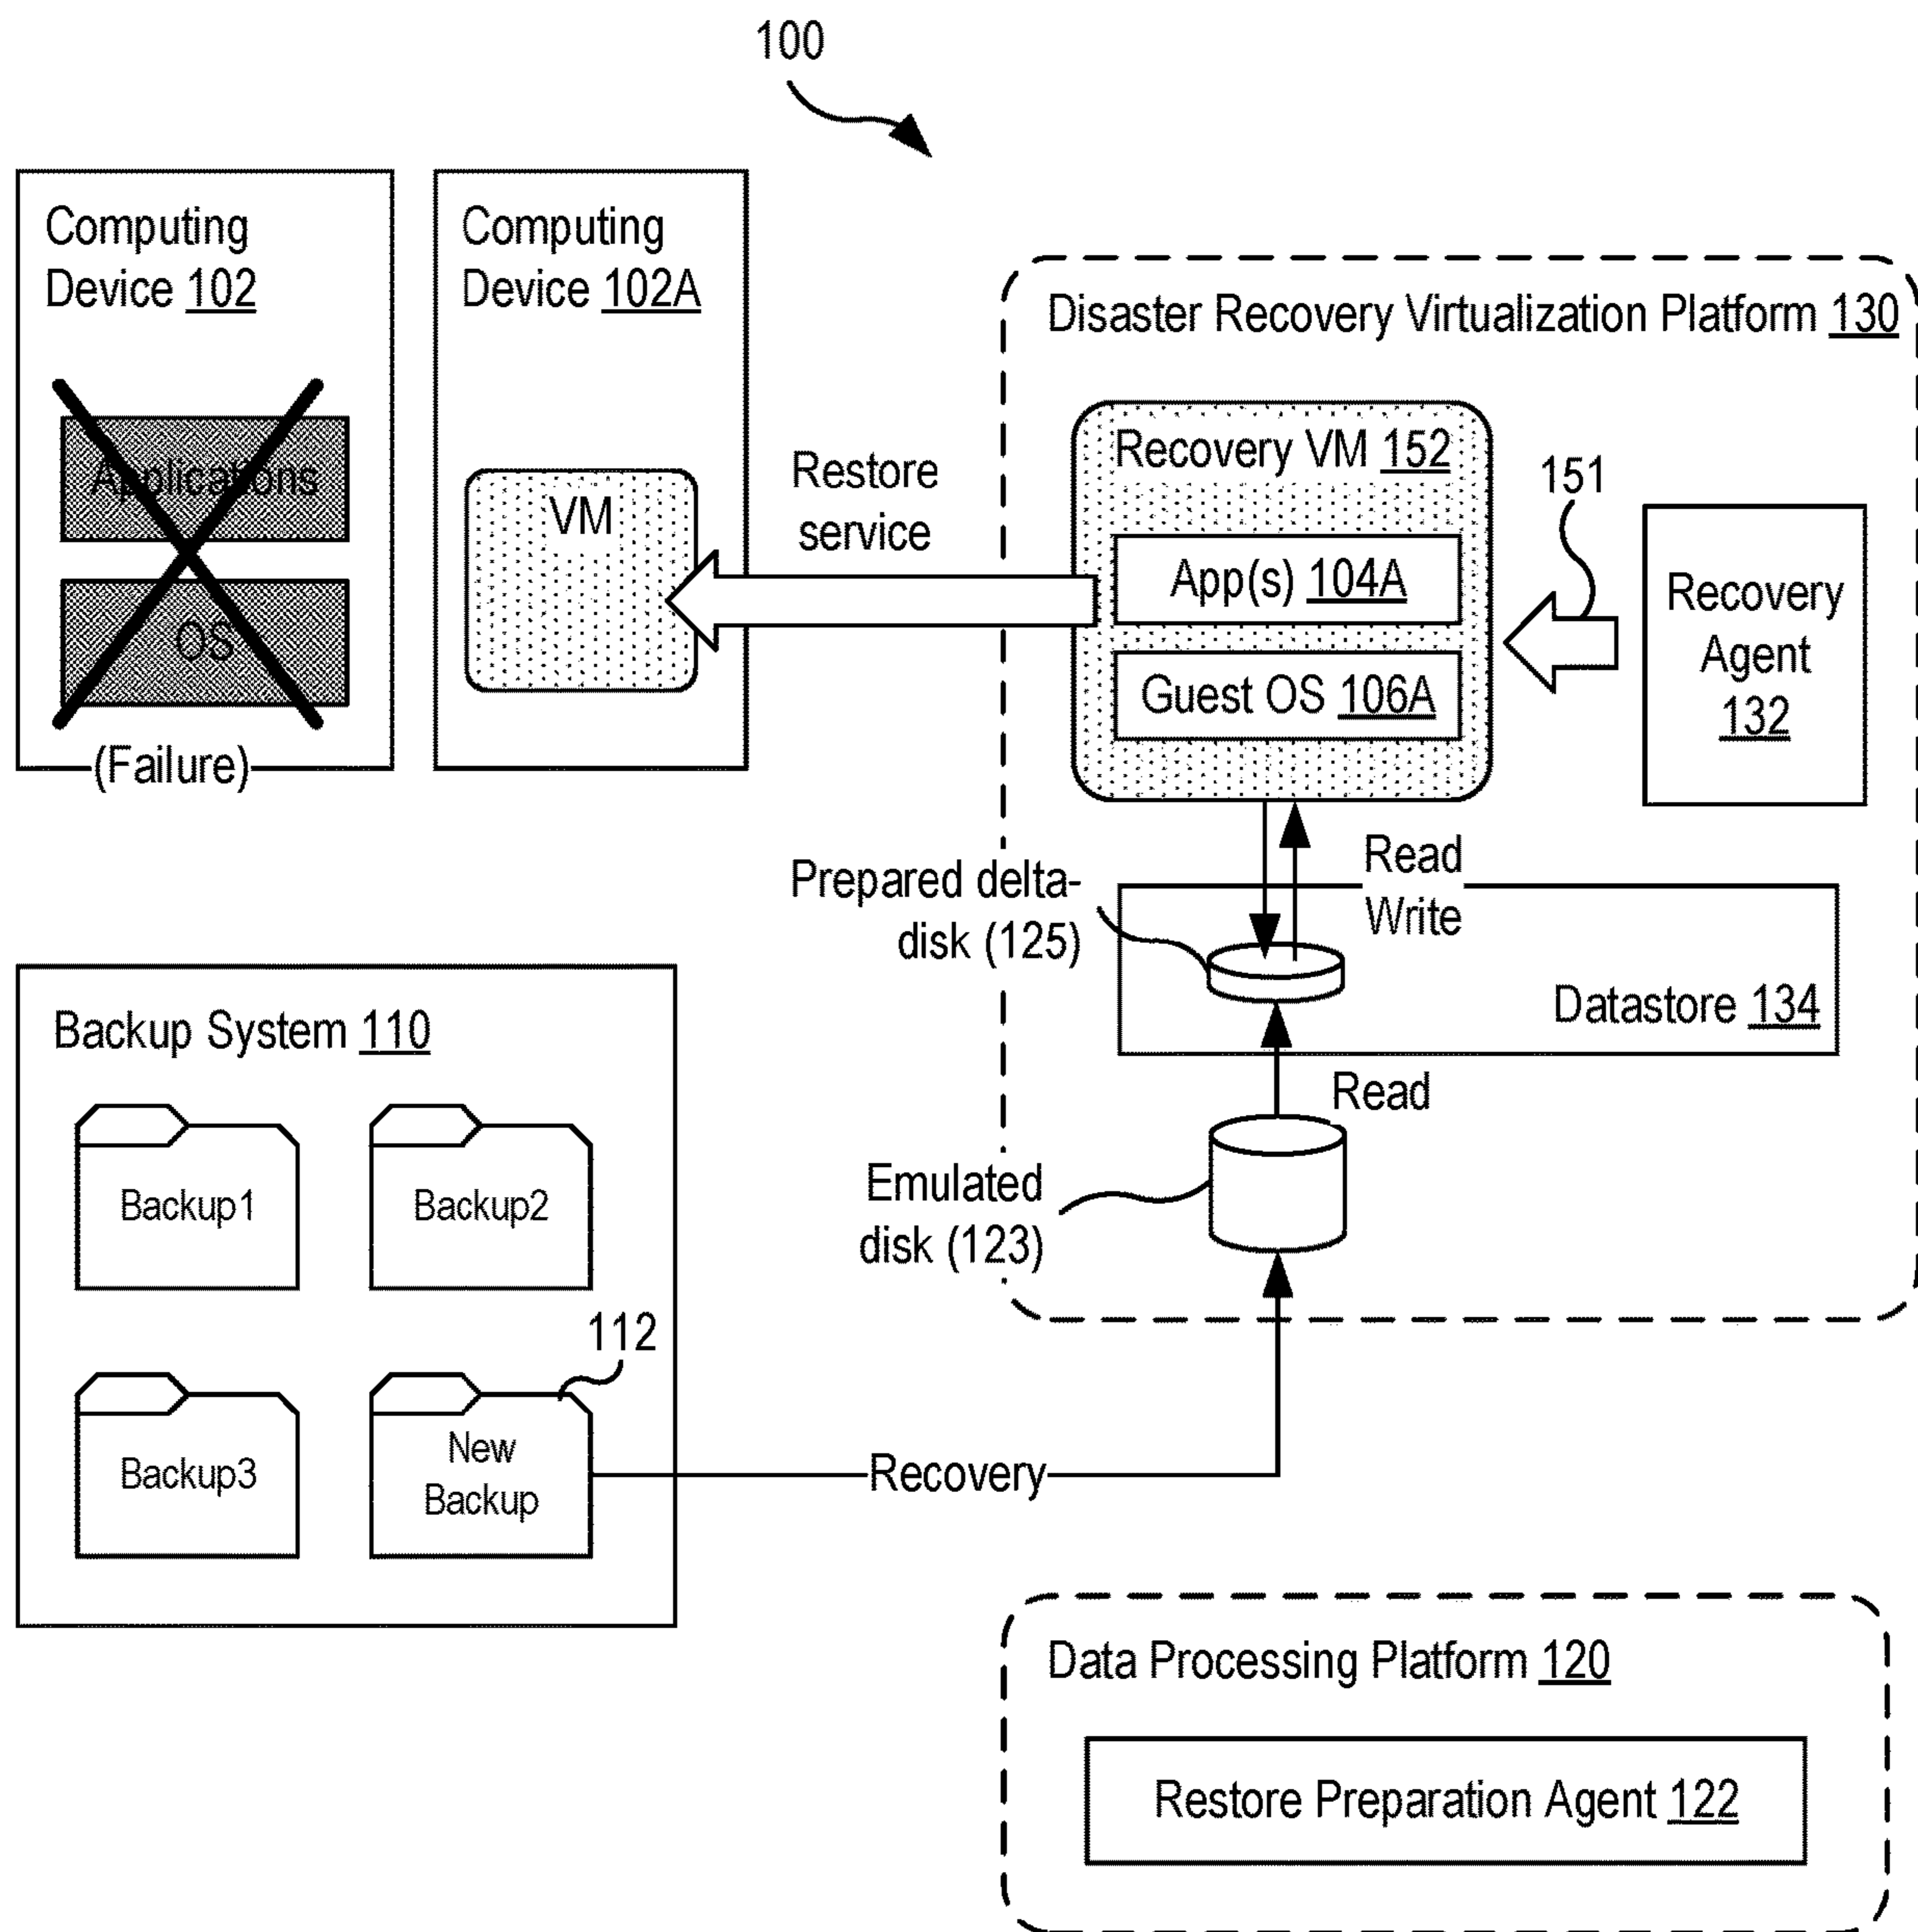 100
Computing
Device 102
Applications
OS
(Failure)
Computing
Device 102A
VM
Restore
service
Disaster Recovery Virtualization Platform 130
Recovery VM 152
App(s) 104A
Guest OS 106A
151
Recovery
Agent
132
Read
Write
Prepared delta-
disk (125)
Datastore 134
Read
Emulated
disk (123)
Backup System 110
Backup1
Backup2
112
Backup3
New
Backup
Recovery
Data Processing Platform 120
Restore Preparation Agent 122